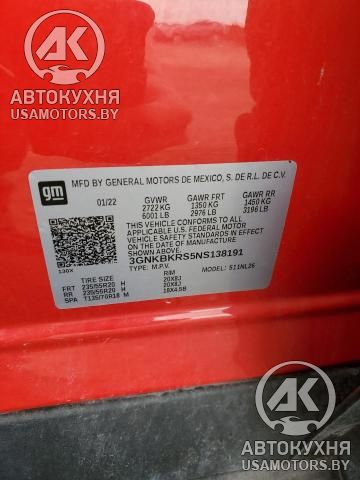 АК
АВТОКУХНЯ
USAMOTORS.BY
gm
MFD BY GENERAL MOTORS DE MEXICO, S. DE R.L. DE C.V.
01/22 GVWR GAWR FRT GAWR RR
2722 KG 1350 KG 1450 KG
6001 LB 2976 LB 3196 LB
THIS VEHICLE CONFORMS TO ALL
APPLICABLE U.S. FEDERAL MOTOR
VEHICLE SAFETY STANDARDS IN EFFECT
ON THE DATE OF MANUFACTURE
SHOWN ABOVE.
3GNKBKRS5NS138191
130X TYPE: M.P.V. MODEL: 511NL26
TIRE SIZE RIM
FRT 235/55R20 H 20X8J
RR 235/55R20 H 20X8J
SPA T135/70R18 M 18X4.5B
АК
АВТОКУХНЯ
USAMOTORS.BY